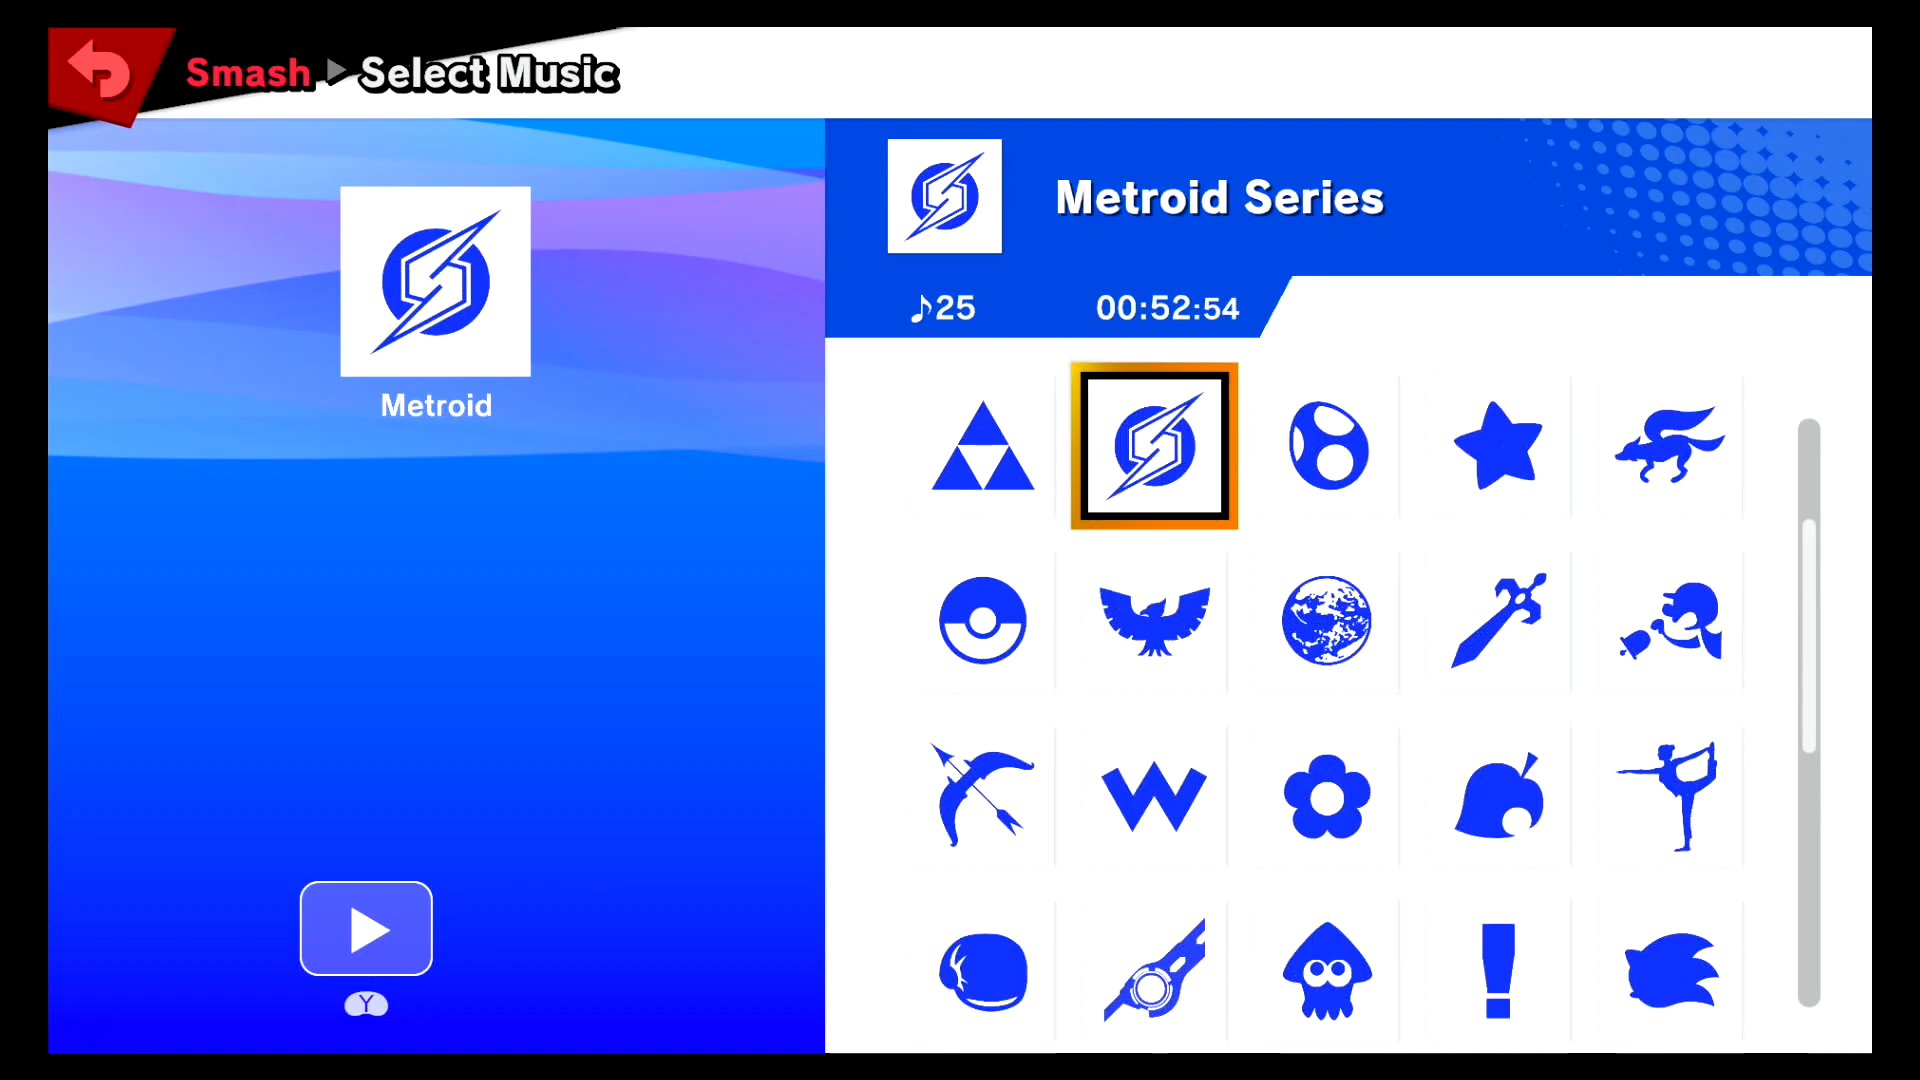 Smash ▶ Select Music
Metroid Series
♪25 00:52:54
Metroid
Y